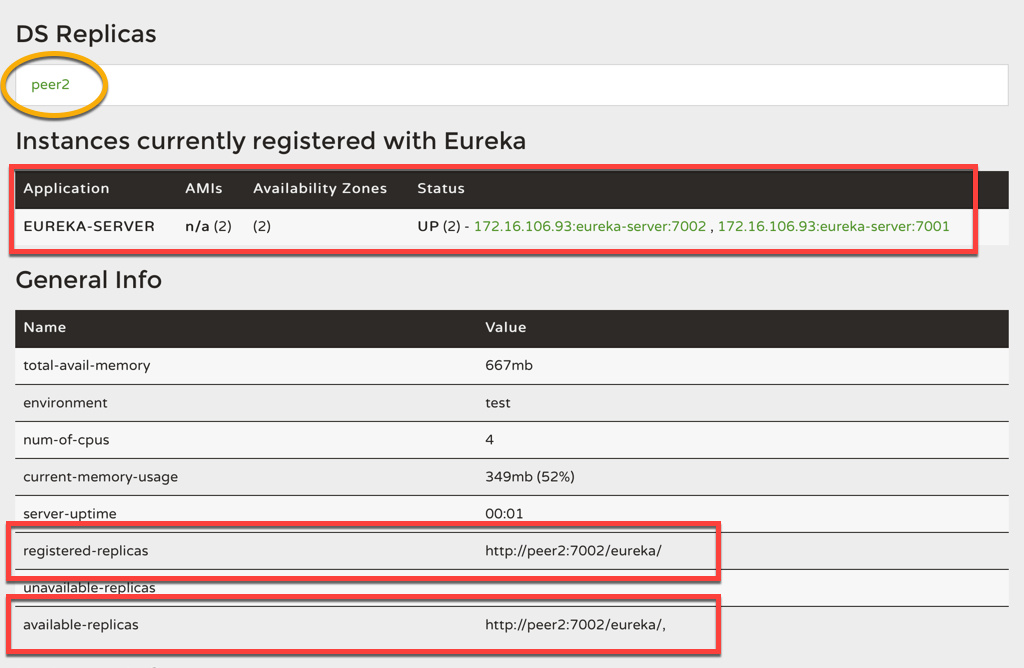 DS Replicas
peer2
Instances currently registered with Eureka
Application AMIs Availability Zones Status
EUREKA-SERVER n/a (2) (2) UP (2) - 172.16.106.93:eureka-server:7002 , 172.16.106.93:eureka-server:7001
General Info
Name Value
total-avail-memory 667mb
environment test
num-of-cpus 4
current-memory-usage 349mb (52%)
server-uptime 00:01
registered-replicas http://peer2:7002/eureka/
unavailable-replicas
available-replicas http://peer2:7002/eureka/,